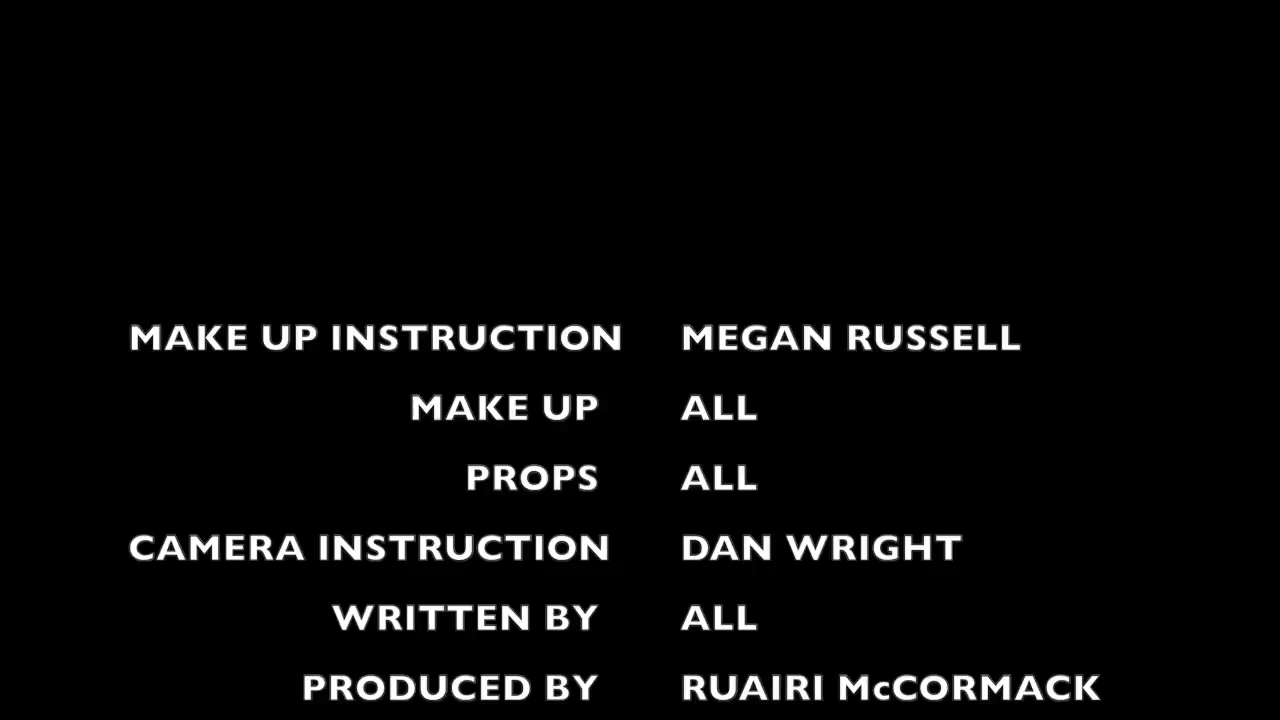 MAKE UP INSTRUCTION MEGAN RUSSELL
MAKE UP ALL
PROPS ALL
CAMERA INSTRUCTION DAN WRIGHT
WRITTEN BY ALL
PRODUCED BY RUAIRI McCORMACK